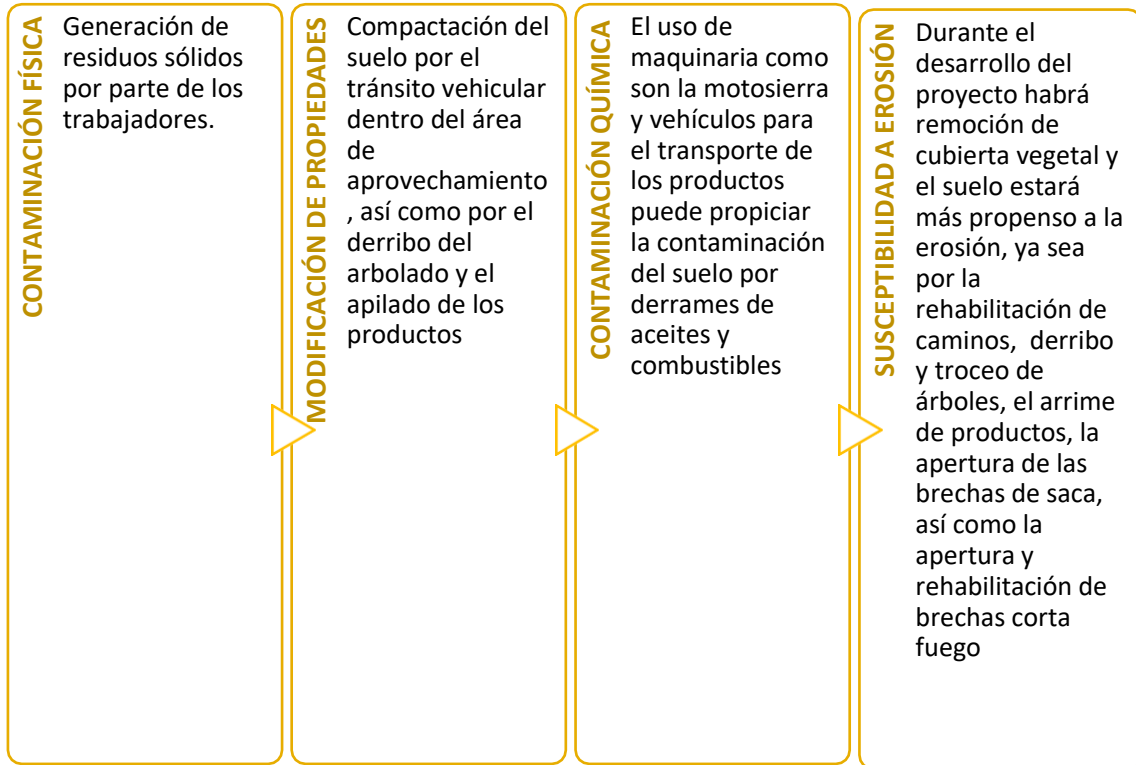 CONTAMINACIÓN FÍSICA
Generación de
residuos sólidos
por parte de los
trabajadores.
MODIFICACIÓN DE PROPIEDADES
Compactación del
suelo por el
tránsito vehicular
dentro del área
de
aprovechamiento
, así como por el
derribo del
arbolado y el
apilado de los
productos
CONTAMINACIÓN QUÍMICA
El uso de
maquinaria como
son la motosierra
y vehículos para
el transporte de
los productos
puede propiciar
la contaminación
del suelo por
derrames de
aceites y
combustibles
SUSCEPTIBILIDAD A EROSIÓN
Durante el
desarrollo del
proyecto habrá
remoción de
cubierta vegetal y
el suelo estará
más propenso a la
erosión, ya sea
por la
rehabilitación de
caminos, derribo
y troceo de
árboles, el arrime
de productos, la
apertura de las
brechas de saca,
así como la
apertura y
rehabilitación de
brechas corta
fuego